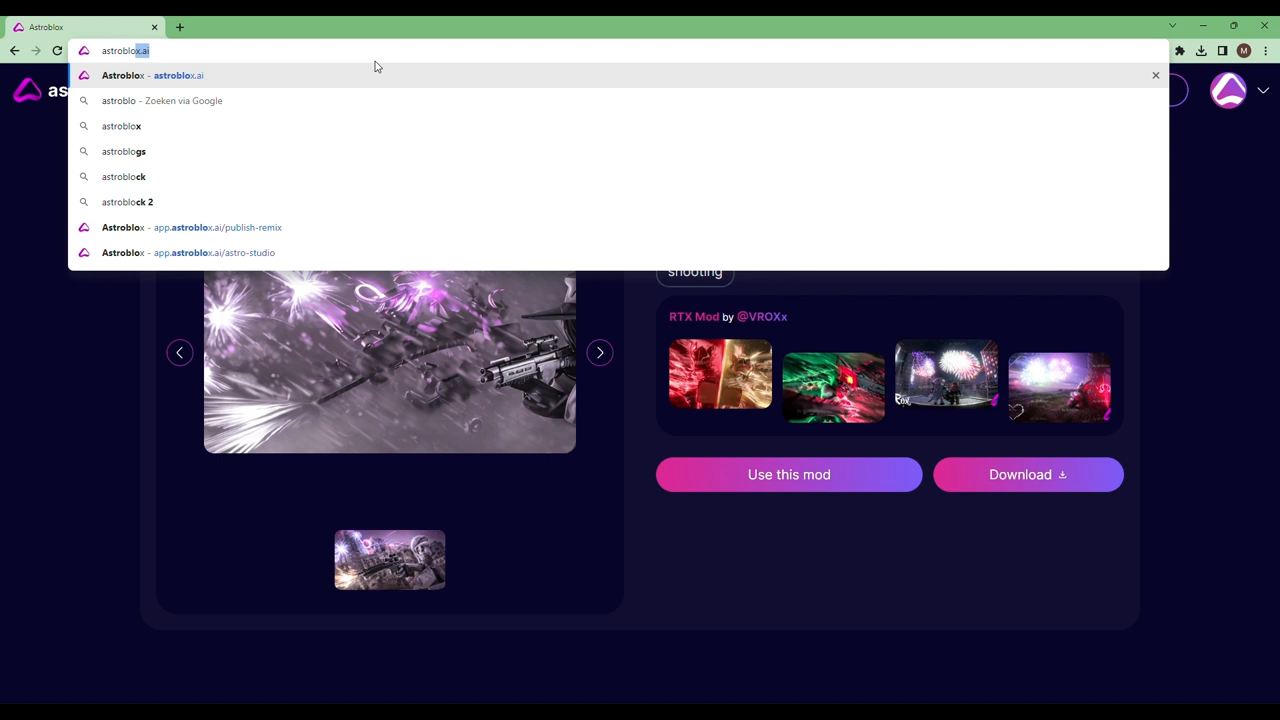 Astroblox
astroblox.ai
M
as
Astroblox - astroblox.ai
astroblo - Zoeken via Google
astroblox
astroblogs
astroblock
astroblock 2
Astroblox - app.astroblox.ai/publish-remix
Astroblox - app.astroblox.ai/astro-studio
shooting
RTX Mod by @VROXx
Use this mod
Download